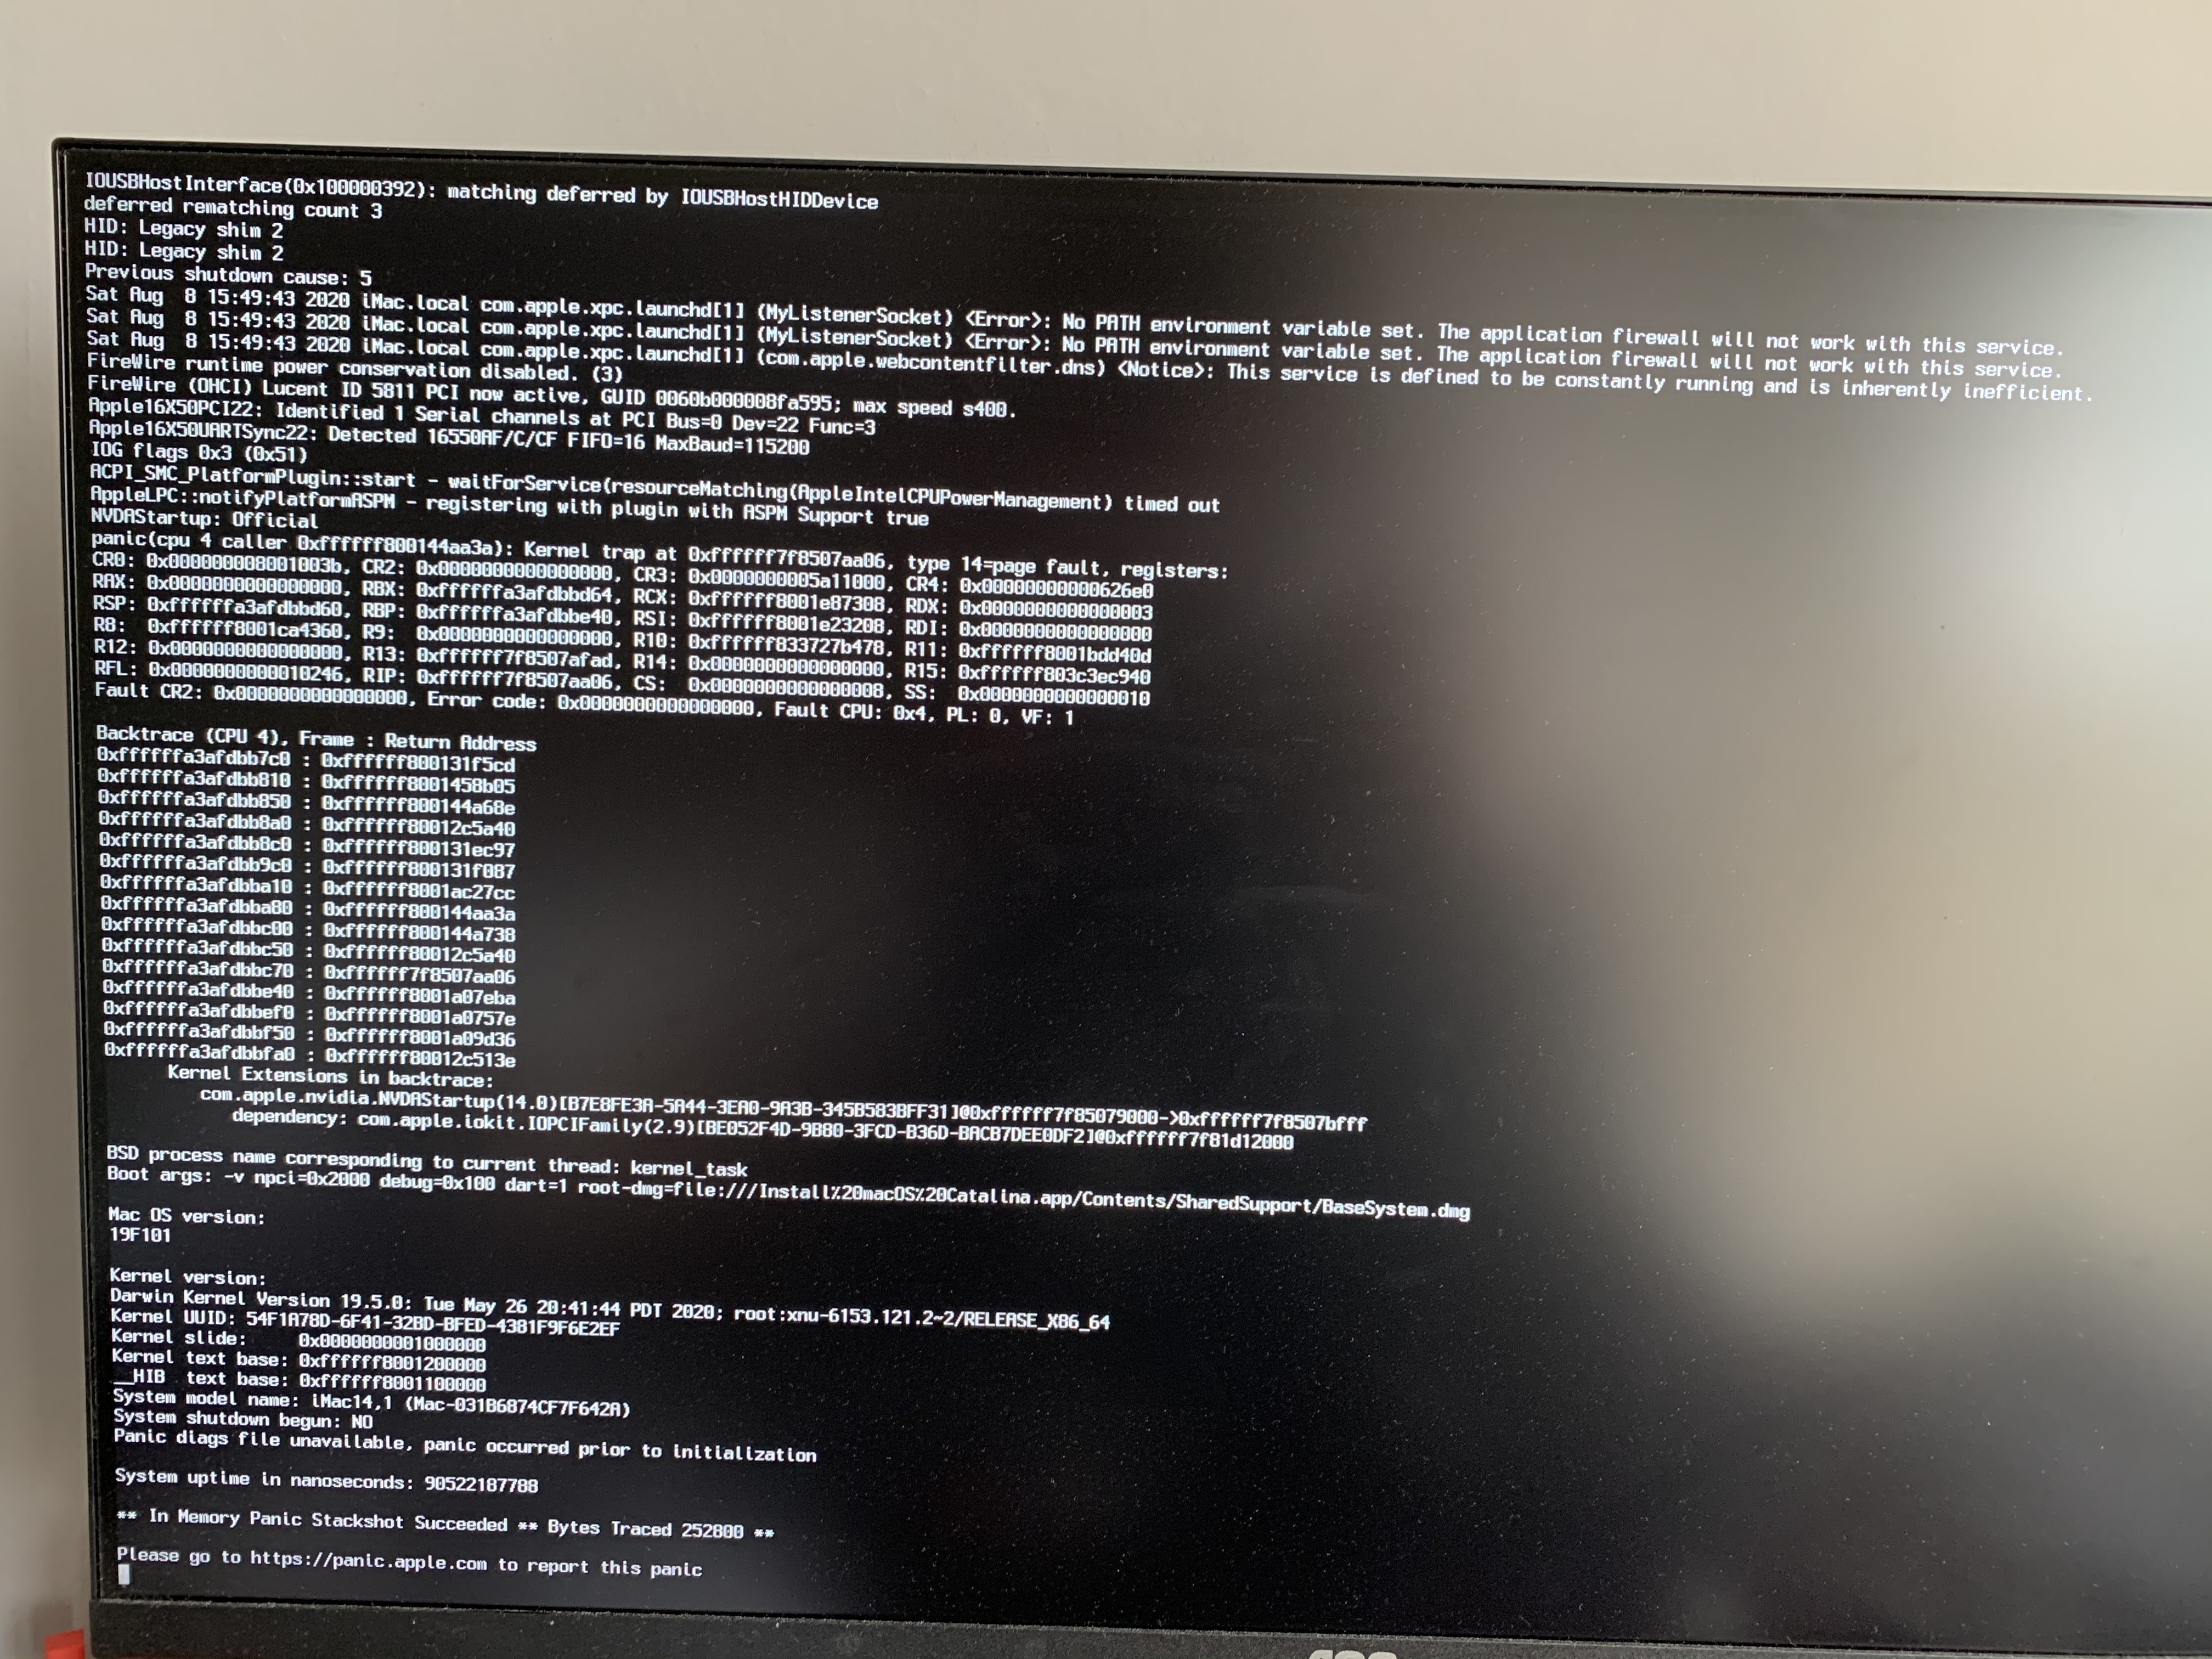 IOUSBHostInterface(0x100000392): matching deferred by IOUSBHostHIDDevice
deferred rematching count 3
HID: Legacy shim 2
HID: Legacy shim 2
Previous shutdown cause: 5
Sat Aug  8 15:49:43 2020 iMac.local com.apple.xpc.launchd[1] (MyListenerSocket) <Error>: No PATH environment variable set. The application firewall will not work with this service.
Sat Aug  8 15:49:43 2020 iMac.local com.apple.xpc.launchd[1] (MyListenerSocket) <Error>: No PATH environment variable set. The application firewall will not work with this service.
Sat Aug  8 15:49:43 2020 iMac.local com.apple.xpc.launchd[1] (com.apple.webcontentfilter.dns) <Notice>: This service is defined to be constantly running and is inherently inefficient.
FireWire runtime power conservation disabled. (3)
FireWire (OHCI) Lucent ID 5811 PCI now active, GUID 0060b000008fa595; max speed s400.
Apple16X50PCI22: Identified 1 Serial channels at PCI Bus=0 Dev=22 Func=3
Apple16X50UARTSync22: Detected 16550AF/C/CF FIFO=16 MaxBaud=115200
IOG flags 0x3 (0x51)
ACPI_SMC_PlatformPlugin::start - waitForService(resourceMatching(AppleIntelCPUPowerManagement) timed out
AppleLPC::notifyPlatformASPM - registering with plugin with ASPM Support true
NVDAStartup: Official
panic(cpu 4 caller 0xffffff800144aa3a): Kernel trap at 0xffffff7f8507aa06, type 14=page fault, registers:
CR0: 0x000000008001003b, CR2: 0x0000000000000000, CR3: 0x0000000005a11000, CR4: 0x00000000000626e0
RAX: 0x0000000000000000, RBX: 0xffffffa3afdbbd64, RCX: 0xffffff8001e87308, RDX: 0x0000000000000003
RSP: 0xffffffa3afdbbd60, RBP: 0xffffffa3afdbbe40, RSI: 0xffffff8001e23208, RDI: 0x0000000000000000
R8:  0xffffff8001ca4360, R9:  0x0000000000000000, R10: 0xffffff833727b478, R11: 0xffffff8001bdd40d
R12: 0x0000000000000000, R13: 0xffffff7f8507afad, R14: 0x0000000000000000, R15: 0xffffff803c3ec940
RFL: 0x0000000000010246, RIP: 0xffffff7f8507aa06, CS:  0x0000000000000008, SS:  0x0000000000000010
Fault CR2: 0x0000000000000000, Error code: 0x0000000000000000, Fault CPU: 0x4, PL: 0, VF: 1
Backtrace (CPU 4), Frame : Return Address
0xffffffa3afdbb7c0 : 0xffffff800131f5cd
0xffffffa3afdbb810 : 0xffffff8001458b05
0xffffffa3afdbb850 : 0xffffff800144a68e
0xffffffa3afdbb8a0 : 0xffffff80012c5a40
0xffffffa3afdbb8c0 : 0xffffff800131ec97
0xffffffa3afdbb9c0 : 0xffffff800131f087
0xffffffa3afdbba10 : 0xffffff8001ac27cc
0xffffffa3afdbba80 : 0xffffff800144aa3a
0xffffffa3afdbbc00 : 0xffffff800144a738
0xffffffa3afdbbc50 : 0xffffff80012c5a40
0xffffffa3afdbbc70 : 0xffffff7f8507aa06
0xffffffa3afdbbe40 : 0xffffff8001a07eba
0xffffffa3afdbbef0 : 0xffffff8001a0757e
0xffffffa3afdbbf50 : 0xffffff8001a09d36
0xffffffa3afdbbfa0 : 0xffffff80012c513e
Kernel Extensions in backtrace:
com.apple.nvidia.NVDAStartup(14.0)[B7E8FE3A-5A44-3EA0-9A3B-345B583BFF31]@0xffffff7f85079000->0xffffff7f8507bfff
dependency: com.apple.iokit.IOPCIFamily(2.9)[BE052F4D-9B80-3FCD-B36D-BACB7DEE0DF2]@0xffffff7f81d12000
BSD process name corresponding to current thread: kernel_task
Boot args: -v npci=0x2000 debug=0x100 dart=1 root-dmg=file:///Install%20macOS%20Catalina.app/Contents/SharedSupport/BaseSystem.dmg
Mac OS version:
19F101
Kernel version:
Darwin Kernel Version 19.5.0: Tue May 26 20:41:44 PDT 2020; root:xnu-6153.121.2~2/RELEASE_X86_64
Kernel UUID: 54F1A78D-6F41-32BD-BFED-4381F9F6E2EF
Kernel slide:     0x0000000001000000
Kernel text base: 0xffffff8001200000
__HIB  text base: 0xffffff8001100000
System model name: iMac14,1 (Mac-031B6874CF7F642A)
System shutdown begun: NO
Panic diags file unavailable, panic occurred prior to initialization
System uptime in nanoseconds: 90522187788
** In Memory Panic Stackshot Succeeded ** Bytes Traced 252800 **
Please go to https://panic.apple.com to report this panic